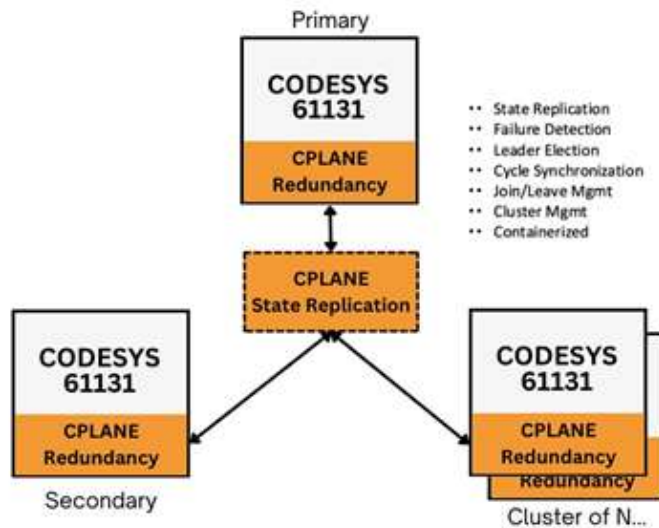 Primary
CODESYS
61131
CPLANE
Redundancy
•• State Replication
•• Failure Detection
•• Leader Election
•• Cycle Synchronization
•• Join/Leave Mgmt
•• Cluster Mgmt
•• Containerized
CPLANE
State Replication
CODESYS
61131
CPLANE
Redundancy
Secondary
CODESYS
61131
CPLANE
Redundancy
Redundancy
Cluster of N...